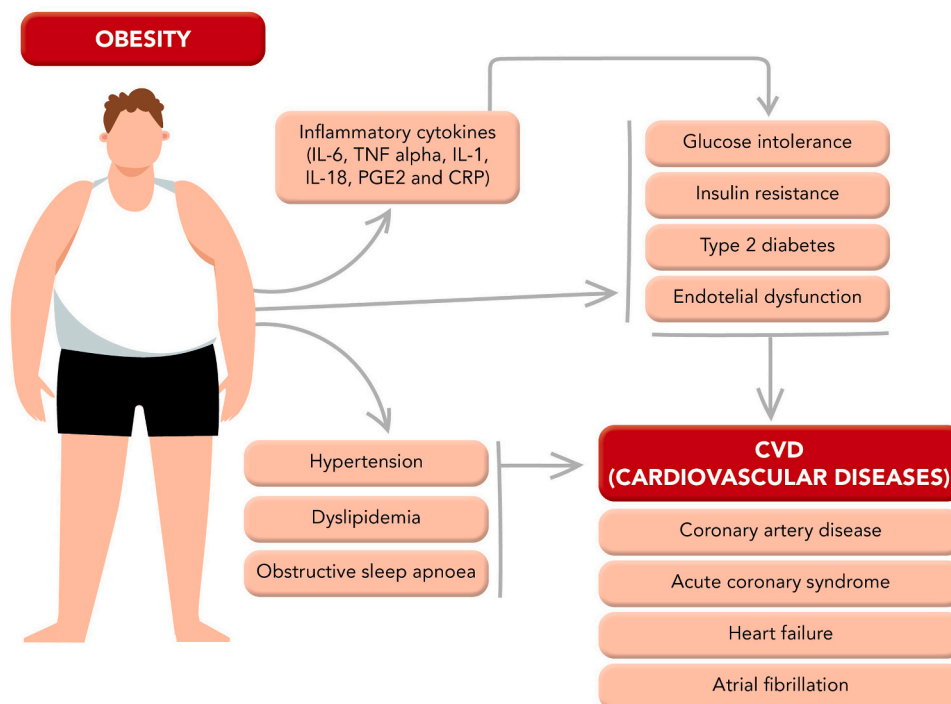 OBESITY
Inflammatory cytokines
(IL-6, TNF alpha, IL-1,
IL-18, PGE2 and CRP)
Glucose intolerance
Insulin resistance
Type 2 diabetes
Endotelial dysfunction
Hypertension
Dyslipidemia
Obstructive sleep apnoea
CVD
(CARDIOVASCULAR DISEASES)
Coronary artery disease
Acute coronary syndrome
Heart failure
Atrial fibrillation